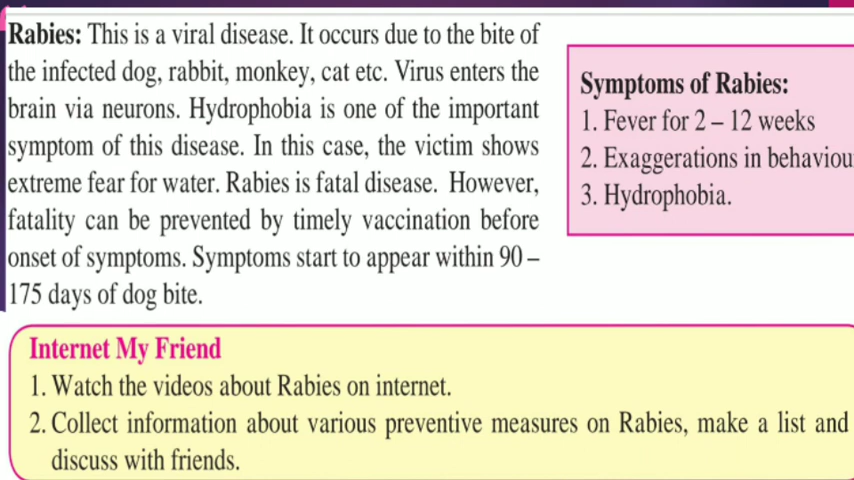 Rabies: This is a viral disease. It occurs due to the bite of
the infected dog, rabbit, monkey, cat etc. Virus enters the
brain via neurons. Hydrophobia is one of the important
symptom of this disease. In this case, the victim shows
extreme fear for water. Rabies is fatal disease. However,
fatality can be prevented by timely vaccination before
onset of symptoms. Symptoms start to appear within 90 –
175 days of dog bite.
Symptoms of Rabies:
1. Fever for 2 – 12 weeks
2. Exaggerations in behaviou
3. Hydrophobia.
Internet My Friend
1. Watch the videos about Rabies on internet.
2. Collect information about various preventive measures on Rabies, make a list and
discuss with friends.